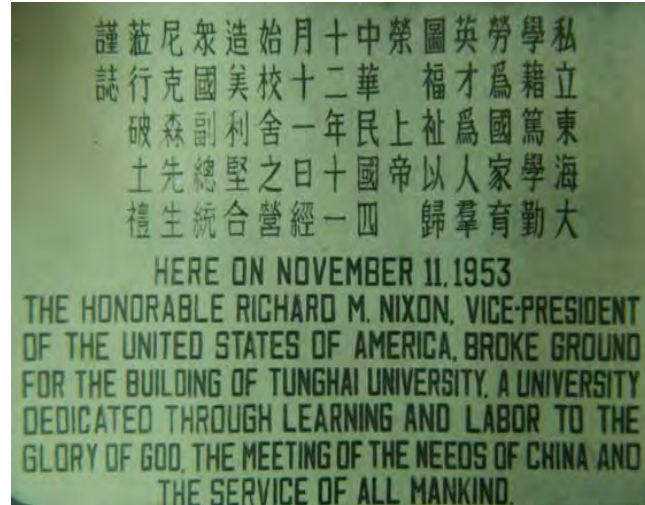 私立東海大
學藉篤學勤
勞爲國家育
英才爲人羣
圖福祉以歸
榮 上帝
中華民國四
十二年十一
月十一日經
始校舍之營
造美利堅合
衆國副總統
尼克森先生
蒞行破土禮
謹誌
HERE ON NOVEMBER 11, 1953
THE HONORABLE RICHARD M. NIXON, VICE-PRESIDENT
OF THE UNITED STATES OF AMERICA, BROKE GROUND
FOR THE BUILDING OF TUNGHAI UNIVERSITY, A UNIVERSITY
DEDICATED THROUGH LEARNING AND LABOR TO THE
GLORY OF GOD, THE MEETING OF THE NEEDS OF CHINA AND
THE SERVICE OF ALL MANKIND.